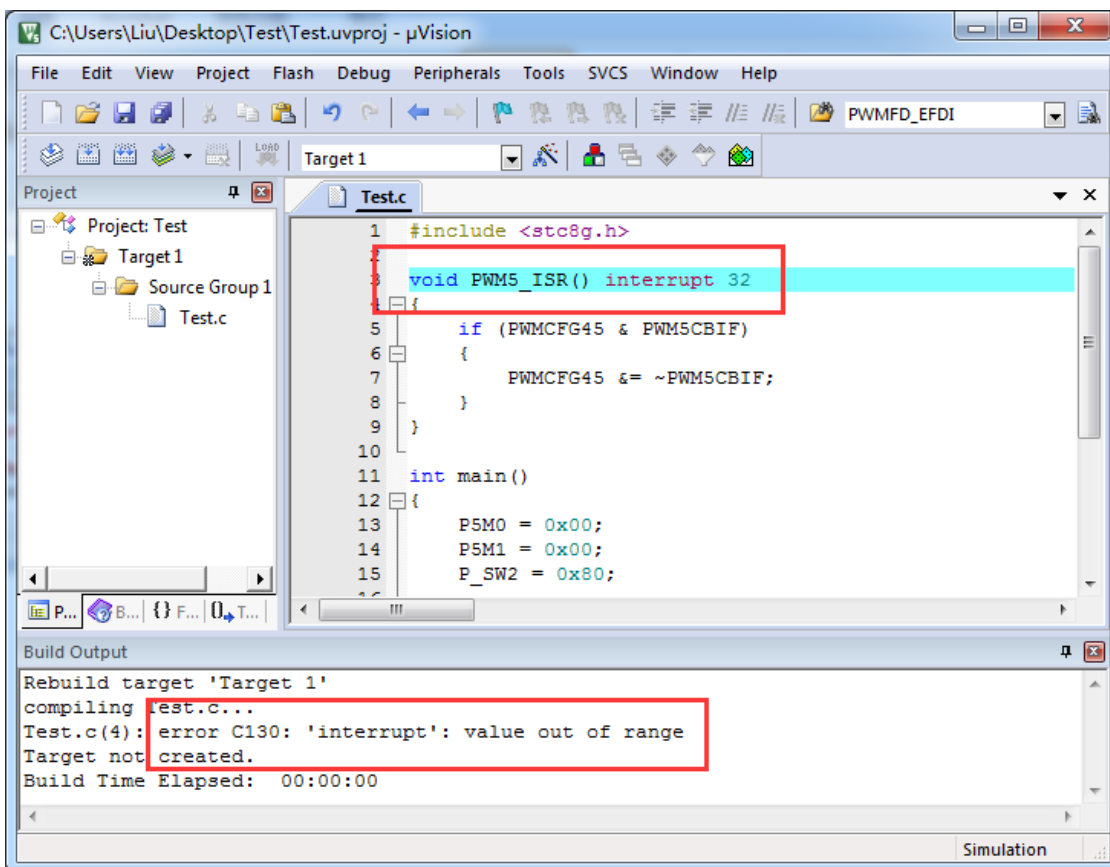 C:\Users\Liu\Desktop\Test\Test.uvproj - µVision
File Edit View Project Flash Debug Peripherals Tools SVCS Window Help
PWMFD_EFDI
LOAD Target 1
Project
Project: Test
Target 1
Source Group 1
Test.c
P... B... {} F... 0 T...
Test.c
1 #include <stc8g.h>
2
3 void PWM5_ISR() interrupt 32
4 {
5 if (PWMCFG45 & PWM5CBIF)
6 {
7 PWMCFG45 &= ~PWM5CBIF;
8 }
9 }
10
11 int main()
12 {
13 P5M0 = 0x00;
14 P5M1 = 0x00;
15 P_SW2 = 0x80;
Build Output
Rebuild target 'Target 1'
compiling Test.c...
Test.c(4): error C130: 'interrupt': value out of range
Target not created.
Build Time Elapsed: 00:00:00
Simulation